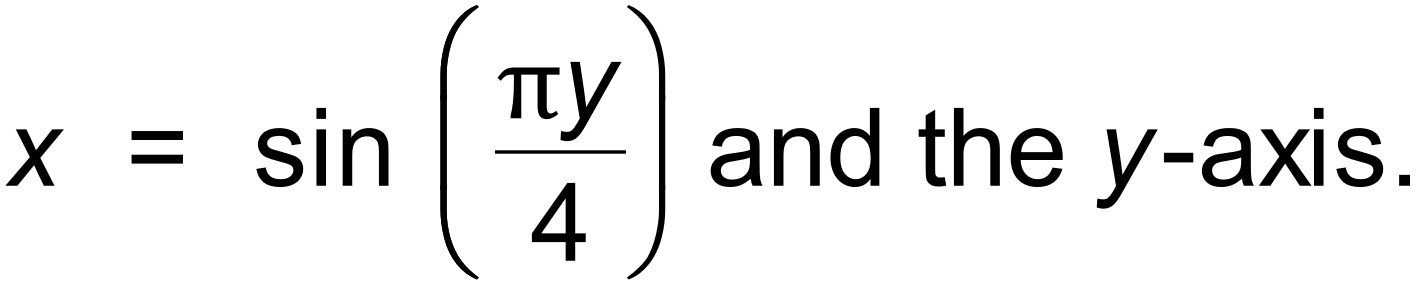 x = sin (πy/4) and the y-axis.